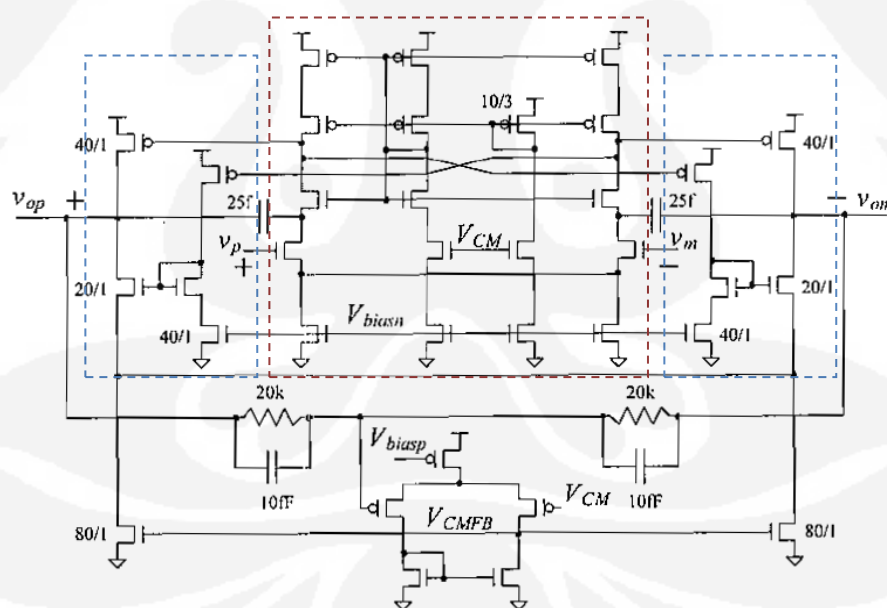 10/3
40/1
40/1
v_op
+
25f
25f
−
v_om
v_p
+
V_CM
v_m
−
20/1
20/1
V_biasn
40/1
40/1
20k
20k
V_biasp
10fF
V_CM
10fF
V_CMFB
80/1
80/1